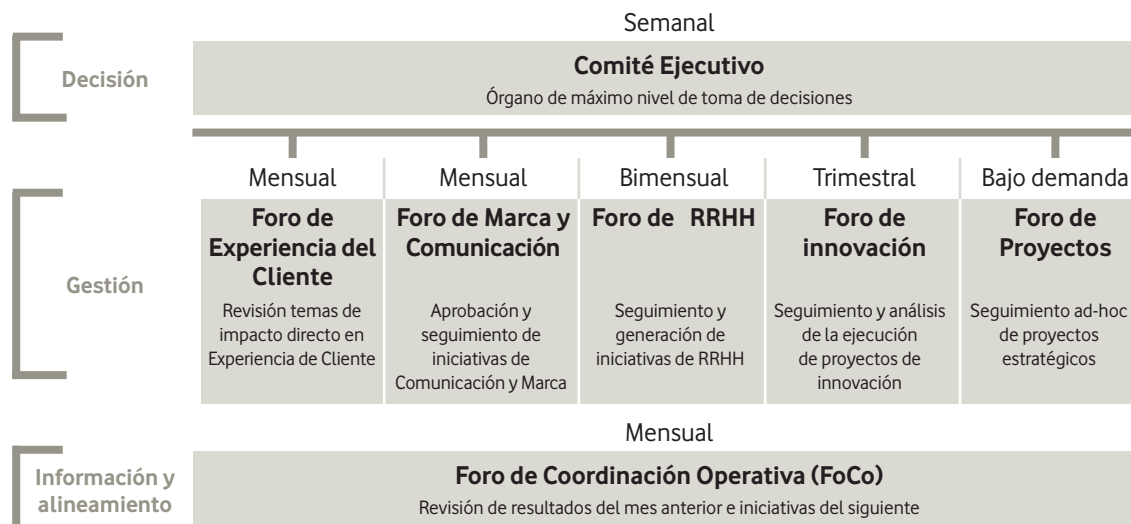 Semanal
Decisión
Comité Ejecutivo
Órgano de máximo nivel de toma de decisiones
Mensual
Mensual
Bimensual
Trimestral
Bajo demanda
Gestión
Foro de
Experiencia del
Cliente
Revisión temas de
impacto directo en
Experiencia de Cliente
Foro de Marca y
Comunicación
Aprobación y
seguimiento de
iniciativas de
Comunicación y Marca
Foro de RRHH
Seguimiento y
generación de
iniciativas de RRHH
Foro de
innovación
Seguimiento y análisis
de la ejecución
de proyectos de
innovación
Foro de
Proyectos
Seguimiento ad-hoc
de proyectos
estratégicos
Mensual
Información y
alineamiento
Foro de Coordinación Operativa (FoCo)
Revisión de resultados del mes anterior e iniciativas del siguiente